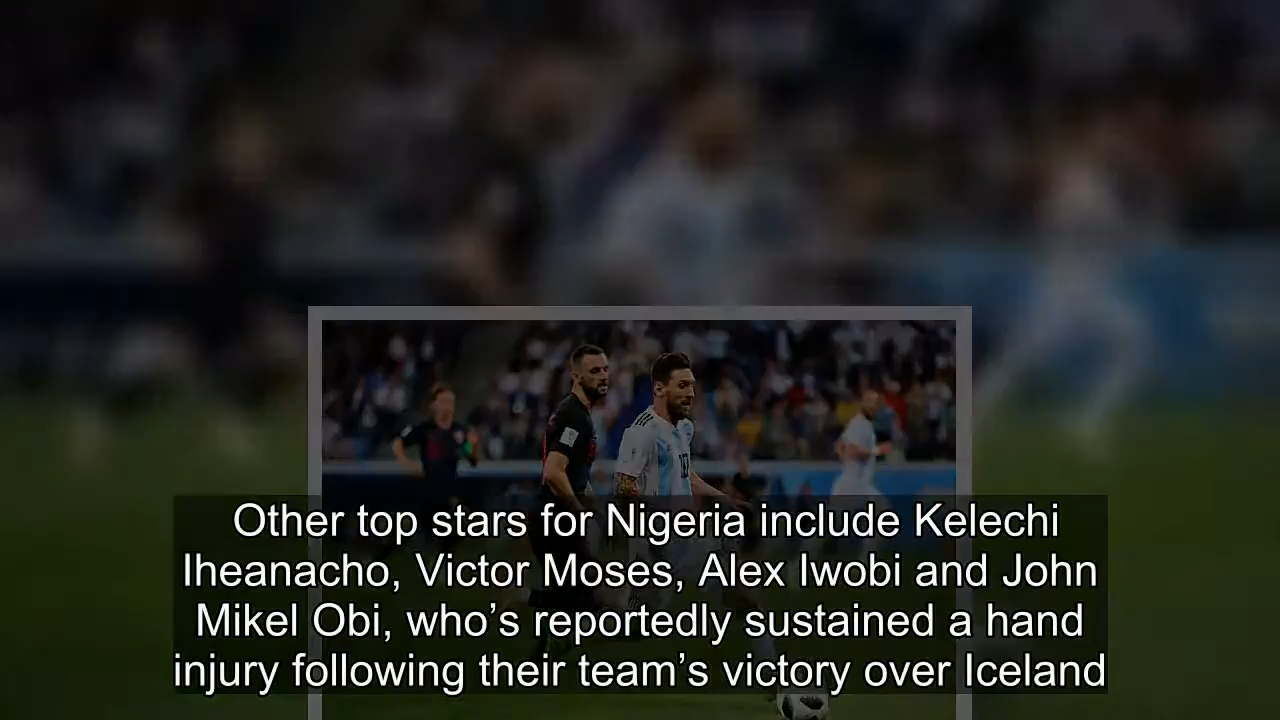 Other top stars for Nigeria include Kelechi
Iheanacho, Victor Moses, Alex Iwobi and John
Mikel Obi, who’s reportedly sustained a hand
injury following their team’s victory over Iceland
10